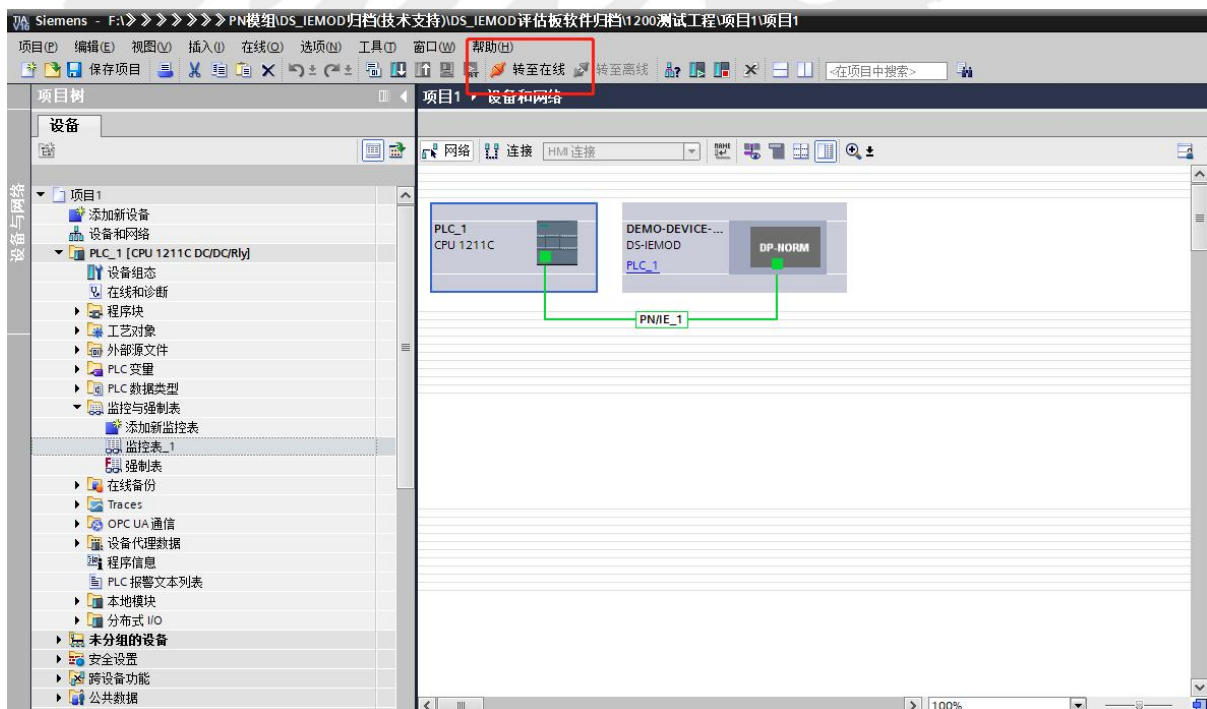 Siemens - F:\》》》》》》》PN模组\DS_IEMOD归档(技术支持)\DS_IEMOD评估板软件归档\1200测试工程\项目1\项目1
项目(P) 编辑(E) 视图(V) 插入(I) 在线(O) 选项(N) 工具(T) 窗口(W) 帮助(H)
保存项目 转至在线 转至离线 <在项目中搜索>
项目树
项目1 ▸ 设备和网络
设备
网络 连接 HMI 连接
设备与网络
项目1
添加新设备
设备和网络
PLC_1 [CPU 1211C DC/DC/Rly]
设备组态
在线和诊断
程序块
工艺对象
外部源文件
PLC 变量
PLC 数据类型
监控与强制表
添加新监控表
监控表_1
强制表
在线备份
Traces
OPC UA 通信
设备代理数据
程序信息
PLC 报警文本列表
本地模块
分布式 I/O
未分组的设备
安全设置
跨设备功能
公共数据
PLC_1
CPU 1211C
DEMO-DEVICE-...
DS-IEMOD
PLC_1
DP-NORM
PN/IE_1
100%